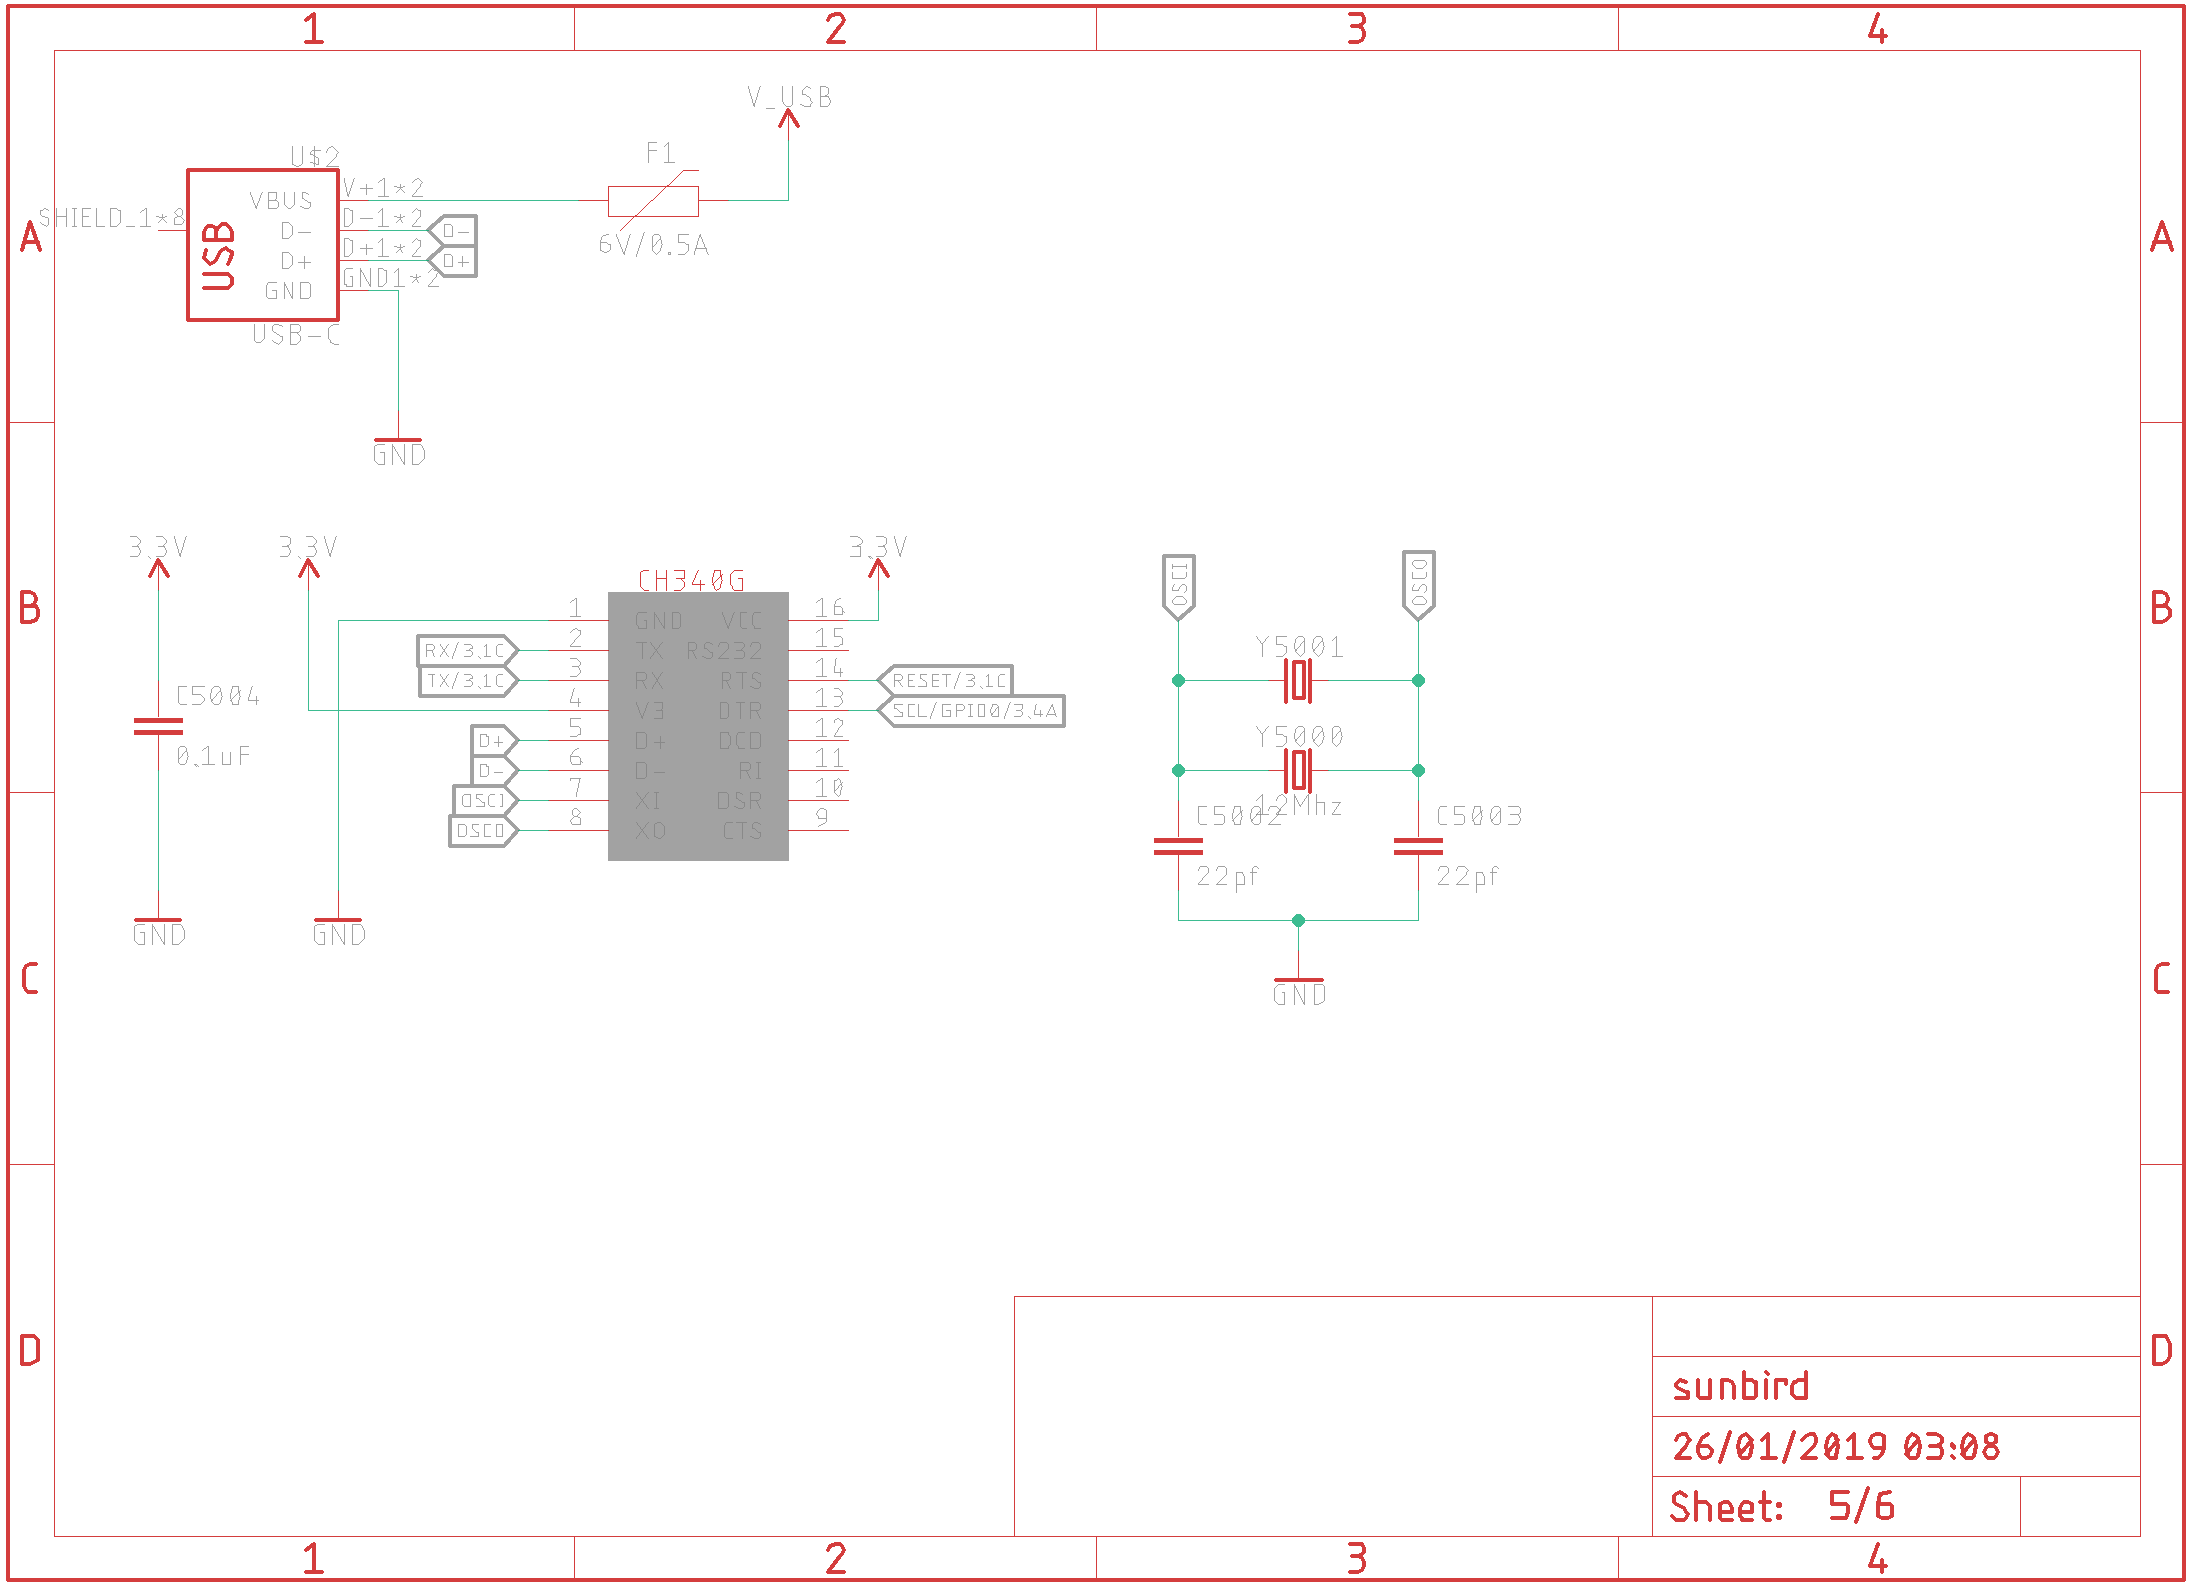 1 2 3 4
A A
V_USB
U$2
F1
USB
VBUS V+1*2
SHIELD_1*8
D- D-1*2 D-
D+ D+1*2 D+
GND GND1*2
6V/0.5A
USB-C
GND
B B
3.3V 3.3V 3.3V
CH340G
OSCI OSCO
1 GND VCC 16
RX/3.1C 2 TX RS232 15
TX/3.1C 3 RX RTS 14 RESET/3.1C
4 V3 DTR 13 SCL/GPIO0/3.4A
D+ 5 D+ DCD 12
D- 6 D- RI 11
OSCI 7 XI DSR 10
OSCO 8 XO CTS 9
C5004
0.1uF
Y5001
Y5000
12Mhz
C5002 C5003
22pf 22pf
GND GND
GND
C C
D D
sunbird
26/01/2019 03:08
Sheet: 5/6
1 2 3 4